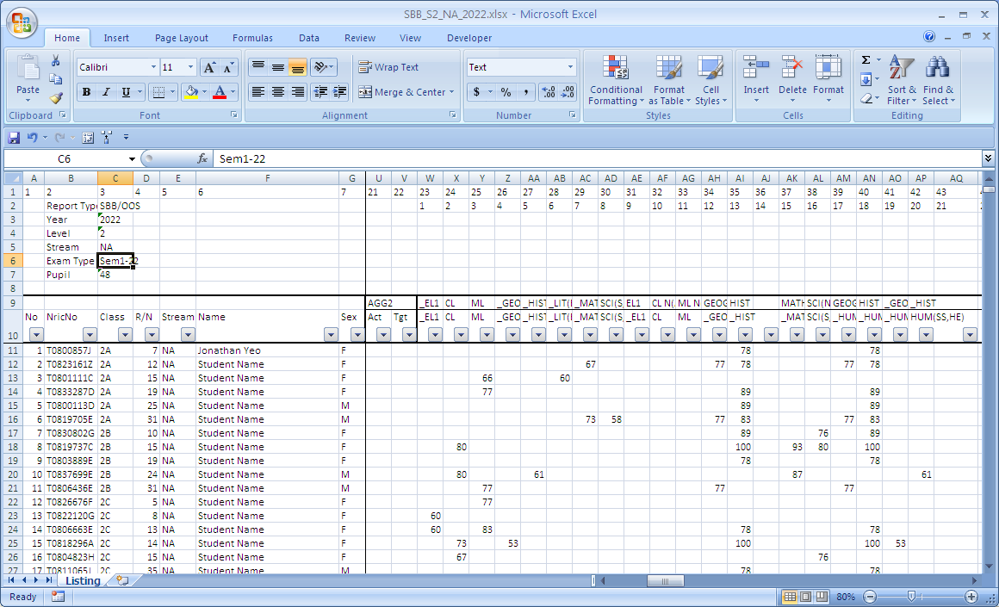 SBB_S2_NA_2022.xlsx - Microsoft Excel
Home Insert Page Layout Formulas Data Review View Developer
Calibri 11 Wrap Text Text
Paste B I U Merge & Center $ % , Conditional Formatting Format as Table Cell Styles Insert Delete Format Σ Sort & Filter Find & Select
Clipboard Font Alignment Number Styles Cells Editing
C6 fx Sem1-22
A B C D E F G U V W X Y Z AA AB AC AD AE AF AG AH AI AJ AK AL AM AN AO AP AQ
1 1 2 3 4 5 6 7 21 22 23 24 25 26 27 28 29 30 31 32 33 34 35 36 37 38 39 40 41 42 43
2 Report Typ SBB/OOS 1 2 3 4 5 6 7 8 9 10 11 12 13 14 15 16 17 18 19 20 21
3 Year 2022
4 Level 2
5 Stream NA
6 Exam Type Sem1-22
7 Pupil 48
8
9 AGG2 _EL1 CL ML _GEO _HIST _LIT( _MAT SCI(S, EL1 CL N(, ML N GEOG HIST MATH SCI(N GEOG HIST _GEO _HIST
10 No NricNo Class R/N Stream Name Sex Act Tgt _EL1 CL ML _GEO _HIST _LIT( _MAT SCI(S, _EL1 CL ML _GEO _HIST _MAT SCI(S, _HUM _HUM _HUM HUM(SS,HE)
11 1 T0800857J 2A 7 NA Jonathan Yeo F 78 78
12 2 T0823161Z 2A 12 NA Student Name F 67 77 78 77 78
13 3 T0801111C 2A 15 NA Student Name F 66 60
14 4 T0833287D 2A 19 NA Student Name F 77 89 89
15 5 T0800113D 2A 25 NA Student Name M 89 89
16 6 T0819705E 2A 31 NA Student Name M 73 58 77 83 77 83
17 7 T0830802G 2B 10 NA Student Name F 89 76 89
18 8 T0819737C 2B 15 NA Student Name F 80 100 93 80 100
19 9 T0803889E 2B 19 NA Student Name F 78 78
20 10 T0837699E 2B 24 NA Student Name M 80 61 87 61
21 11 T0806436E 2B 31 NA Student Name M 77 77 77
22 12 T0826676F 2C 5 NA Student Name F 77
23 13 T0822120G 2C 8 NA Student Name F 60
24 14 T0806663E 2C 13 NA Student Name F 60 83 78 78
25 15 T0818296A 2C 14 NA Student Name F 73 53 100 100 53
26 16 T0804823H 2C 15 NA Student Name F 67 76
27 17 T0811065J 2C 35 NA Student Name M 78 78
Listing
Ready 80%